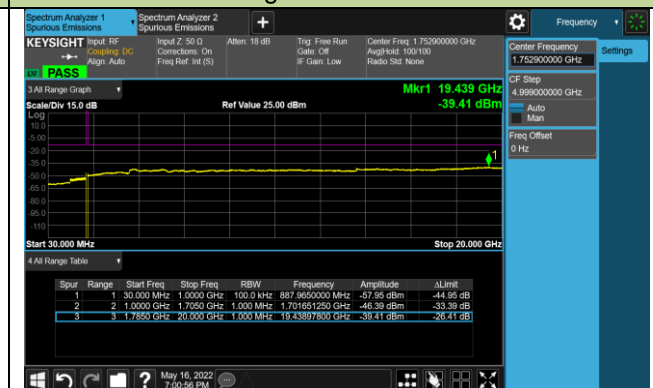 Spectrum Analyzer 1
Spurious Emissions
Spectrum Analyzer 2
Spurious Emissions
+
Frequency
KEYSIGHT
Input: RF
Coupling: DC
Align: Auto
Input Z: 50 Ω
Corrections: On
Freq Ref: Int (S)
Atten: 18 dB
Trig: Free Run
Gate: Off
IF Gain: Low
Center Freq: 1.752900000 GHz
Avg|Hold: 100/100
Radio Std: None
PASS
Center Frequency
1.752900000 GHz
Settings
CF Step
4.999000000 GHz
Auto
Man
Freq Offset
0 Hz
3 All Range Graph
Mkr1 19.439 GHz
Scale/Div 15.0 dB
Ref Value 25.00 dBm
-39.41 dBm
Log
10.0
-5.00
-20.0
-35.0
-50.0
-65.0
-80.0
-95.0
-110
1
Start 30.000 MHz
Stop 20.000 GHz
4 All Range Table
Spur Range Start Freq Stop Freq RBW Frequency Amplitude ΔLimit
1 1 30.000 MHz 1.0000 GHz 100.0 kHz 887.9650000 MHz -57.95 dBm -44.95 dB
2 2 1.0000 GHz 1.7050 GHz 1.000 MHz 1.701651250 GHz -46.39 dBm -33.39 dB
3 3 1.7850 GHz 20.000 GHz 1.000 MHz 19.43897800 GHz -39.41 dBm -26.41 dB
?
May 16, 2022
7:00:56 PM